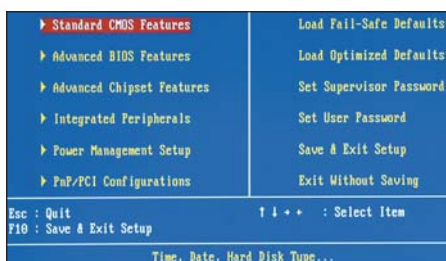 Standard CMOS Features
Advanced BIOS Features
Advanced Chipset Features
Integrated Peripherals
Power Management Setup
PnP/PCI Configurations
Load Fail-Safe Defaults
Load Optimized Defaults
Set Supervisor Password
Set User Password
Save & Exit Setup
Exit Without Saving
Esc : Quit
F10 : Save & Exit Setup
↑ ↓ → ← : Select Item
Time, Date, Hard Disk Type...